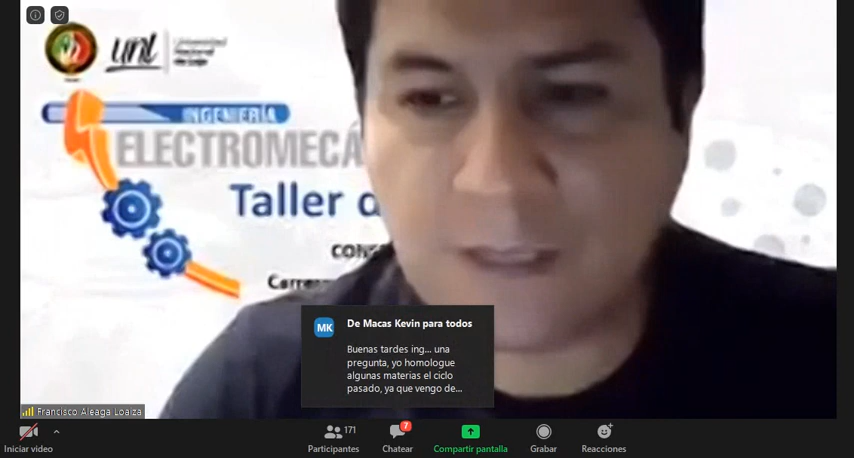 unl
Universidad
Nacional
de Loja
INGENIERÍA
ELECTROMECÁ
Taller d
Carrera
De Macas Kevin para todos
MK
Buenas tardes ing... una
pregunta, yo homologue
algunas materias el ciclo
pasado, ya que vengo de...
Francisco Aleaga Loaiza
Iniciar video
171
Participantes
7
Chatear
Compartir pantalla
Grabar
Reacciones